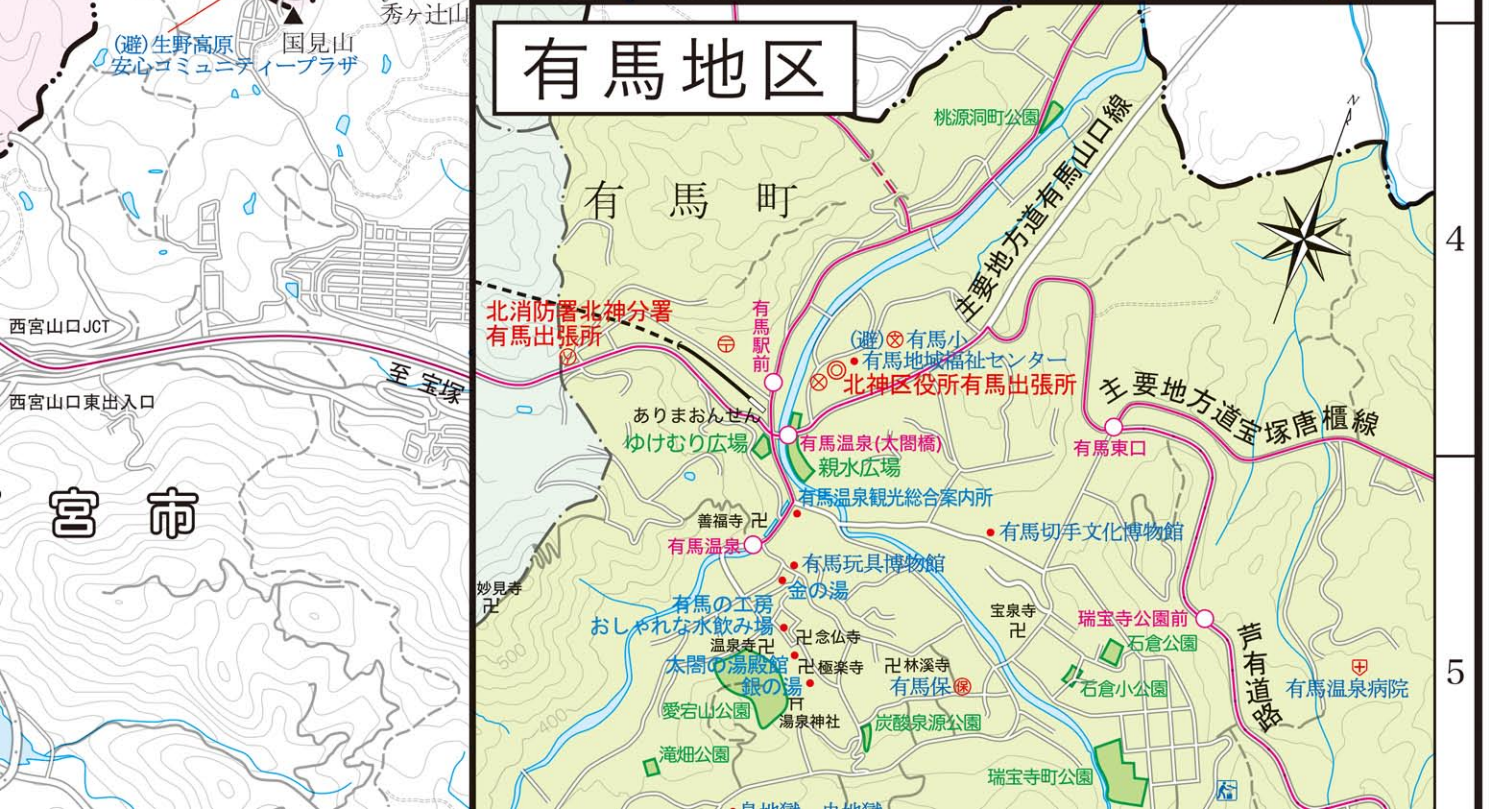 秀ヶ辻山
(避)生野高原
安心コミュニティープラザ
国見山
有馬地区
桃源洞町公園
主要地方道有馬山口線
N
有馬町
4
北消防署北神分署
有馬出張所
有馬駅前
〒
(避)有馬小
有馬地域福祉センター
北神区役所有馬出張所
西宮山口JCT
至 宝塚
西宮山口東出入口
主要地方道宝塚唐櫃線
ありまおんせん
ゆけむり広場
有馬温泉(太閤橋)
親水広場
有馬東口
宮市
有馬温泉観光総合案内所
善福寺
有馬温泉
有馬切手文化博物館
有馬玩具博物館
金の湯
妙見寺
有馬の工房
おしゃれな水飲み場
宝泉寺
瑞宝寺公園前
念仏寺
温泉寺
石倉公園
芦有道路
太閤の湯殿館
極楽寺
林溪寺
銀の湯
有馬保
保
石倉小公園
有馬温泉病院
5
500
愛宕山公園
湯泉神社
炭酸泉源公園
400
滝畑公園
瑞宝寺町公園